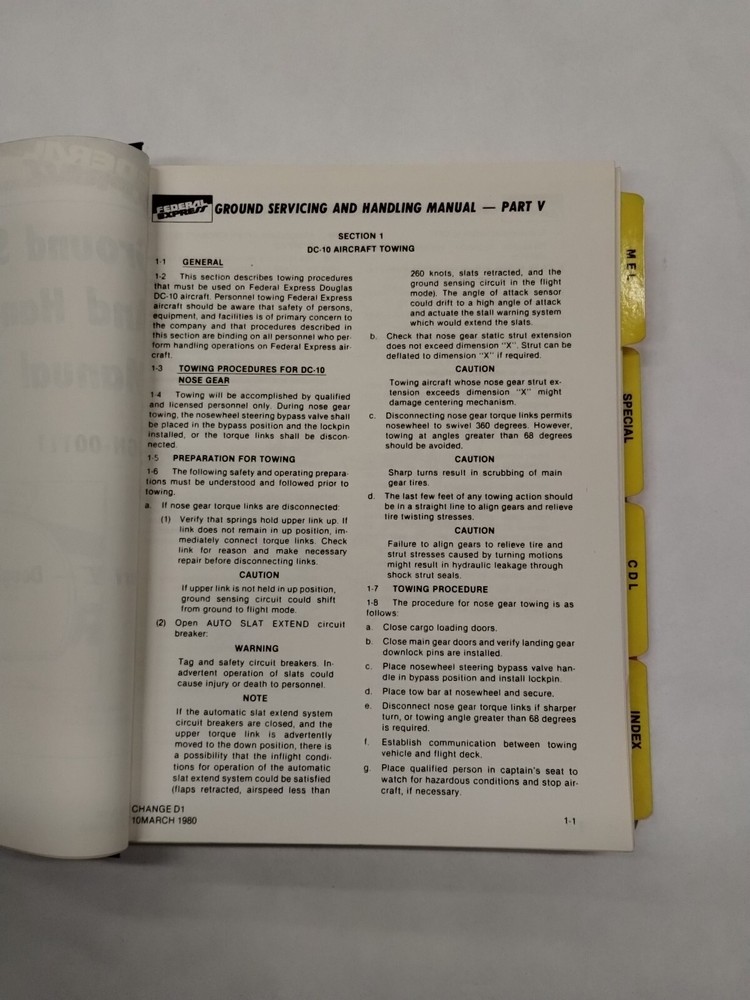 FEDERAL EXPRESS GROUND SERVICING AND HANDLING MANUAL — PART V
SECTION 1
DC-10 AIRCRAFT TOWING
1-1 GENERAL
1-2 This section describes towing procedures
that must be used on Federal Express Douglas
DC-10 aircraft. Personnel towing Federal Express
aircraft should be aware that safety of persons,
equipment, and facilities is of primary concern to
the company and that procedures described in
this section are binding on all personnel who per-
form handling operations on Federal Express air-
craft.
1-3 TOWING PROCEDURES FOR DC-10
NOSE GEAR
1-4 Towing will be accomplished by qualified
and licensed personnel only. During nose gear
towing, the nosewheel steering bypass valve shall
be placed in the bypass position and the lockpin
installed, or the torque links shall be discon-
nected.
1-5 PREPARATION FOR TOWING
1-6 The following safety and operating prepara-
tions must be understood and followed prior to
towing.
a. If nose gear torque links are disconnected:
(1) Verify that springs hold upper link up. If
link does not remain in up position, im-
mediately connect torque links. Check
link for reason and make necessary
repair before disconnecting links.
CAUTION
If upper link is not held in up position,
ground sensing circuit could shift
from ground to flight mode.
(2) Open AUTO SLAT EXTEND circuit
breaker:
WARNING
Tag and safety circuit breakers. In-
advertent operation of slats could
cause injury or death to personnel.
NOTE
If the automatic slat extend system
circuit breakers are closed, and the
upper torque link is advertently
moved to the down position, there is
a possibility that the inflight condi-
tions for operation of the automatic
slat extend system could be satisfied
(flaps retracted, airspeed less than
260 knots, slats retracted, and the
ground sensing circuit in the flight
mode). The angle of attack sensor
could drift to a high angle of attack
and actuate the stall warning system
which would extend the slats.
b. Check that nose gear static strut extension
does not exceed dimension "X". Strut can be
deflated to dimension "X" if required.
CAUTION
Towing aircraft whose nose gear strut ex-
tension exceeds dimension "X" might
damage centering mechanism.
c. Disconnecting nose gear torque links permits
nosewheel to swivel 360 degrees. However,
towing at angles greater than 68 degrees
should be avoided.
CAUTION
Sharp turns result in scrubbing of main
gear tires.
d. The last few feet of any towing action should
be in a straight line to align gears and relieve
tire twisting stresses.
CAUTION
Failure to align gears to relieve tire and
strut stresses caused by turning motions
might result in hydraulic leakage through
shock strut seals.
1-7 TOWING PROCEDURE
1-8 The procedure for nose gear towing is as
follows:
a. Close cargo loading doors.
b. Close main gear doors and verify landing gear
downlock pins are installed.
c. Place nosewheel steering bypass valve han-
dle in bypass position and install lockpin.
d. Place tow bar at nosewheel and secure.
e. Disconnect nose gear torque links if sharper
turn, or towing angle greater than 68 degrees
is required.
f. Establish communication between towing
vehicle and flight deck.
g. Place qualified person in captain's seat to
watch for hazardous conditions and stop air-
craft, if necessary.
CHANGE D1
10MARCH 1980
1-1
MEL
SPECIAL
CDL
INDEX